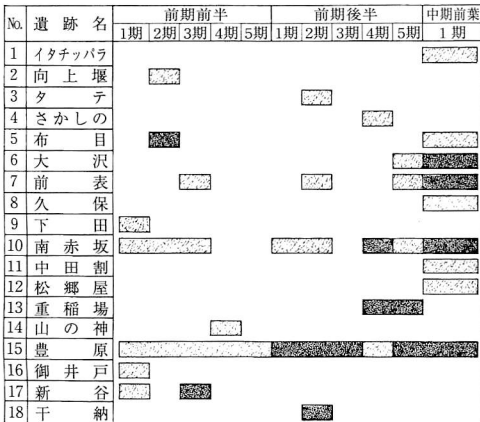 No. 遺跡名 前期前半 前期後半 中期前葉
1期 2期 3期 4期 5期 1期 2期 3期 4期 5期 1期
1 イタチッパラ
2 向上堰
3 タテ
4 さかしの
5 布目
6 大沢
7 前表
8 久保
9 下田
10 南赤坂
11 中田割
12 松郷屋
13 重稲場
14 山の神
15 豊原
16 御井戸
17 新谷
18 干納